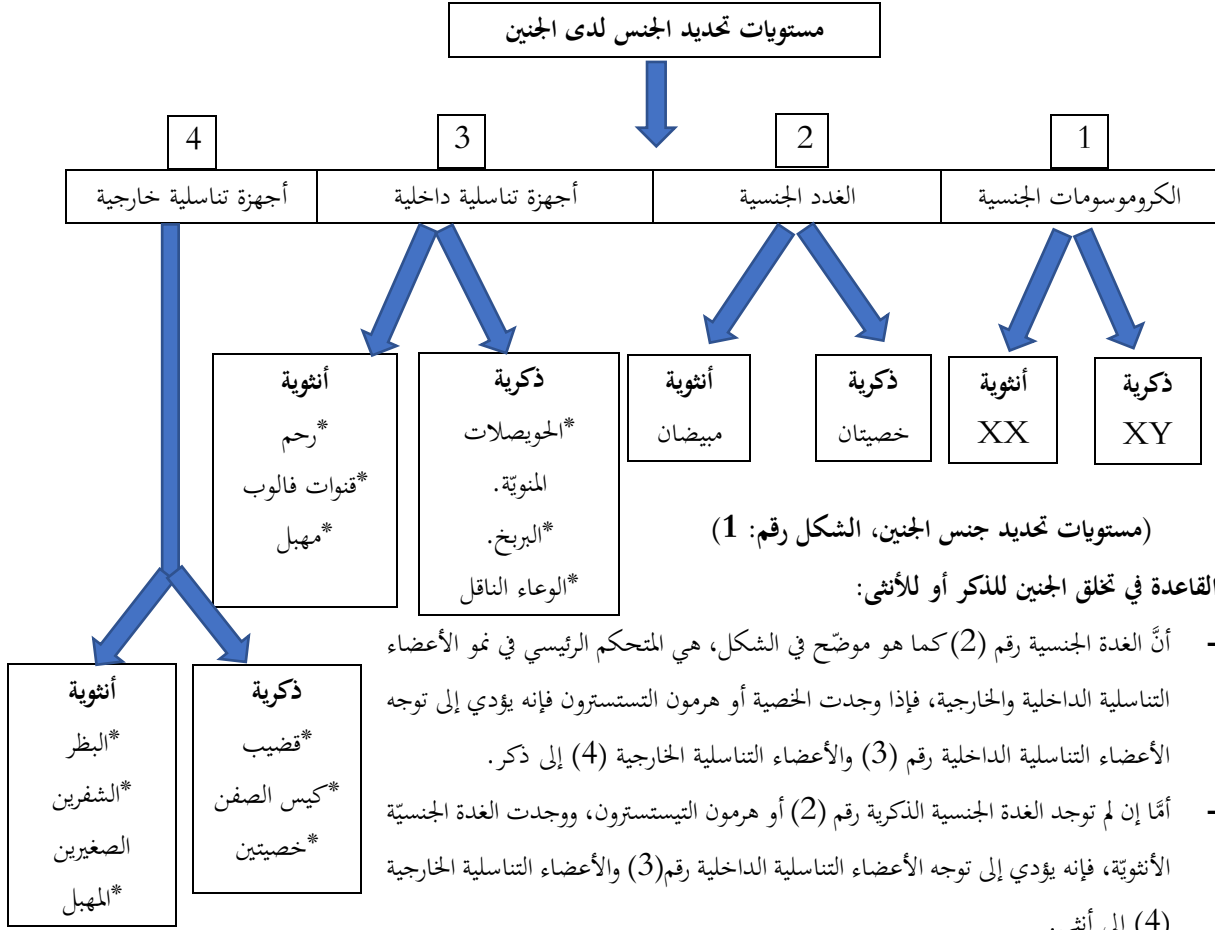 مستويات تحديد الجنس لدى الجنين
1
2
3
4
الكروموسومات الجنسية
الغدد الجنسية
أجهزة تناسلية داخلية
أجهزة تناسلية خارجية
ذكرية
XY
أنثوية
XX
ذكرية
خصيتان
أنثوية
مبيضان
ذكرية
*الحويصلات
المنويّة.
*البربخ.
*الوعاء الناقل
أنثوية
*رحم
*قنوات فالوب
*مهبل
ذكرية
*قضيب
*كيس الصفن
*خصيتين
أنثوية
*البظر
*الشفرين
الصغيرين
*المهبل
(مستويات تحديد جنس الجنين، الشكل رقم: 1)
القاعدة في تخلق الجنين للذكر أو للأنثى:
- أنَّ الغدة الجنسية رقم (2) كما هو موضّح في الشكل، هي المتحكم الرئيسي في نمو الأعضاء
التناسلية الداخلية والخارجية، فإذا وجدت الخصية أو هرمون التستسترون فإنه يؤدي إلى توجه
الأعضاء التناسلية الداخلية رقم (3) والأعضاء التناسلية الخارجية (4) إلى ذكر.
- أمَّا إن لم توجد الغدة الجنسية الذكرية رقم (2) أو هرمون التيستسترون، ووجدت الغدة الجنسيّة
الأنثويّة، فإنه يؤدي إلى توجه الأعضاء التناسلية الداخلية رقم(3) والأعضاء التناسلية الخارجية
(4) إلى أنثى.